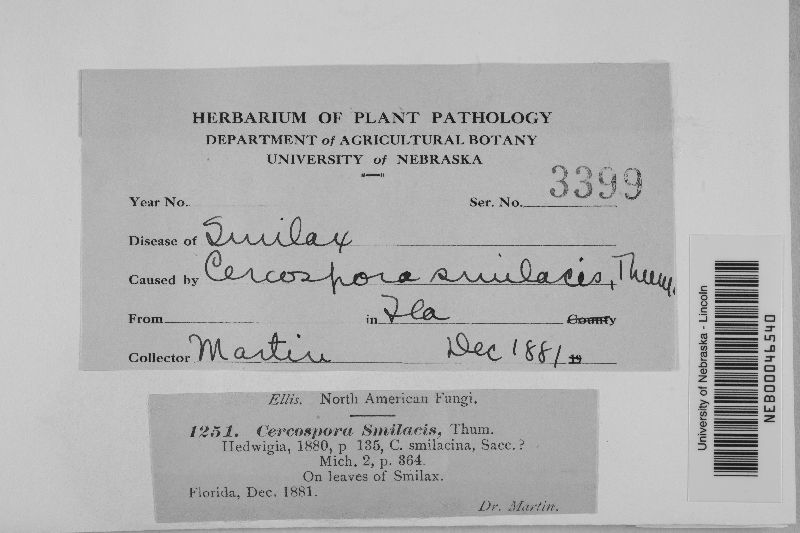 HERBARIUM OF PLANT PATHOLOGY
DEPARTMENT of AGRICULTURAL BOTANY
UNIVERSITY of NEBRASKA
Year No. Ser. No. 3399
Disease of Smilax
Caused by Cercospora smilacis, Thum.
From in Fla County
Collector Martin Dec 1881 19
Ellis. North American Fungi.
1251. Cercospora Smilacis, Thum.
Hedwigia, 1880, p 135, C. smilacina, Sacc.?
Mich. 2, p. 364.
On leaves of Smilax.
Florida, Dec. 1881.
Dr. Martin.
University of Nebraska - Lincoln
NEB00046540